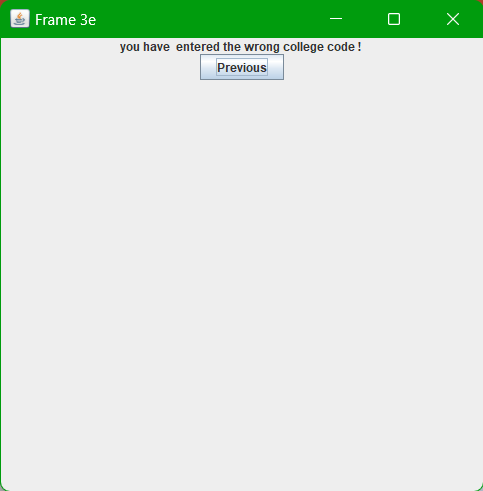 Frame 3e
you have  entered the wrong college code !
Previous